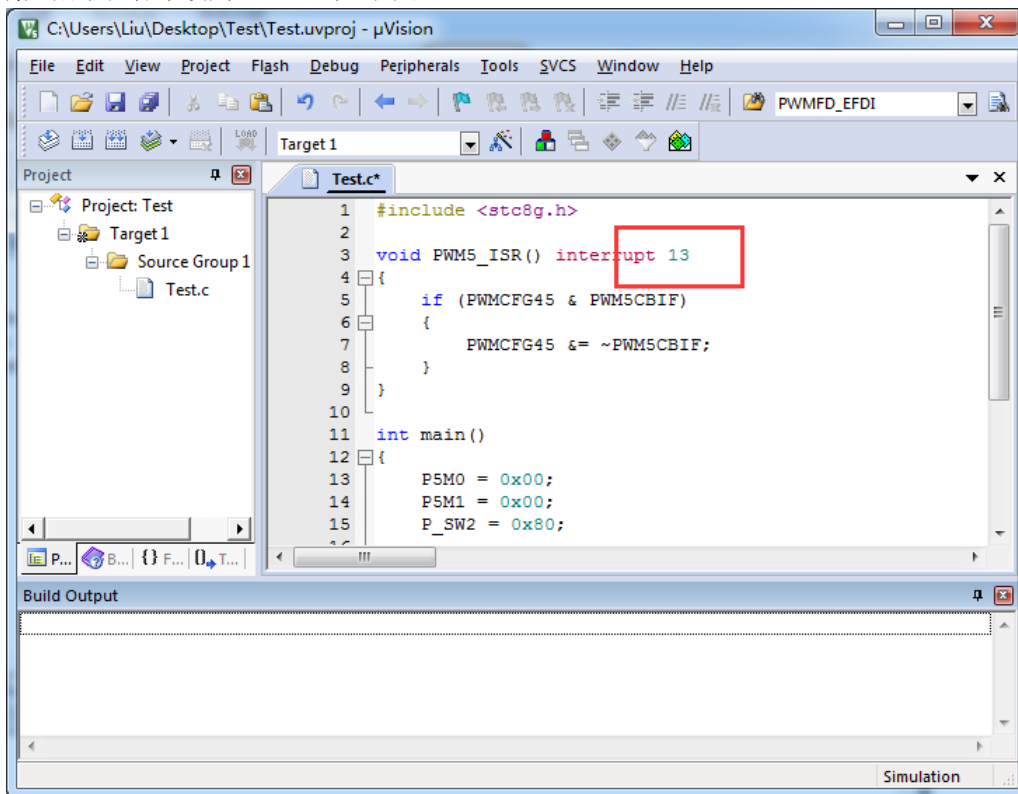 C:\Users\Liu\Desktop\Test\Test.uvproj - µVision
File Edit View Project Flash Debug Peripherals Tools SVCS Window Help
PWMFD_EFDI
LOAD Target 1
Project
Test.c*
Project: Test
Target 1
Source Group 1
Test.c
1 #include <stc8g.h>
2
3 void PWM5_ISR() interrupt 13
4 {
5 if (PWMCFG45 & PWM5CBIF)
6 {
7 PWMCFG45 &= ~PWM5CBIF;
8 }
9 }
10
11 int main()
12 {
13 P5M0 = 0x00;
14 P5M1 = 0x00;
15 P_SW2 = 0x80;
P... B... {} F... 0 T...
Build Output
Simulation